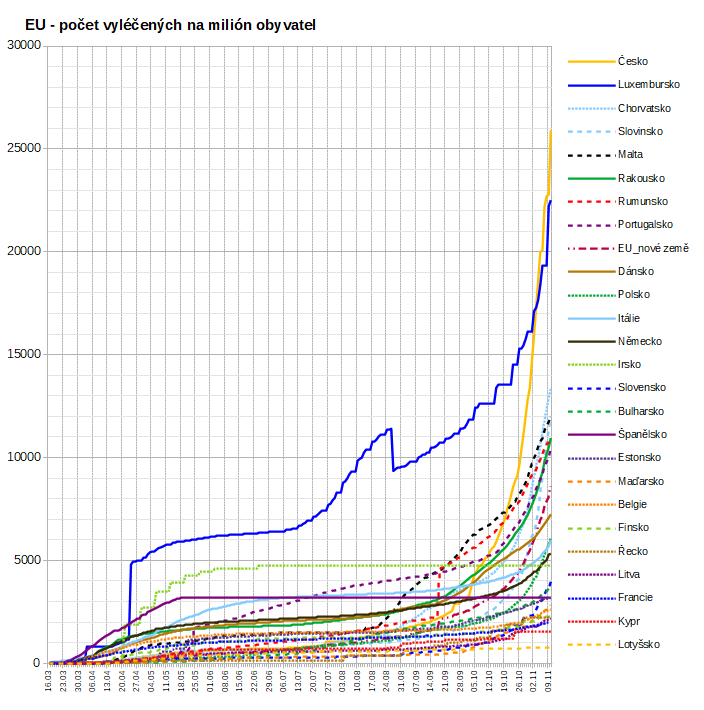 EU - počet vyléčených na milión obyvatel
30000
25000
20000
15000
10000
5000
0
16.03 23.03 30.03 06.04 13.04 20.04 27.04 04.05 11.05 18.05 25.05 01.06 08.06 15.06 22.06 29.06 06.07 13.07 20.07 27.07 03.08 10.08 17.08 24.08 31.08 07.09 14.09 21.09 28.09 05.10 12.10 19.10 26.10 02.11 09.11
Česko
Luxembursko
Chorvatsko
Slovinsko
Malta
Rakousko
Rumunsko
Portugalsko
EU_nové země
Dánsko
Polsko
Itálie
Německo
Irsko
Slovensko
Bulharsko
Španělsko
Estonsko
Maďarsko
Belgie
Finsko
Řecko
Litva
Francie
Kypr
Lotyšsko